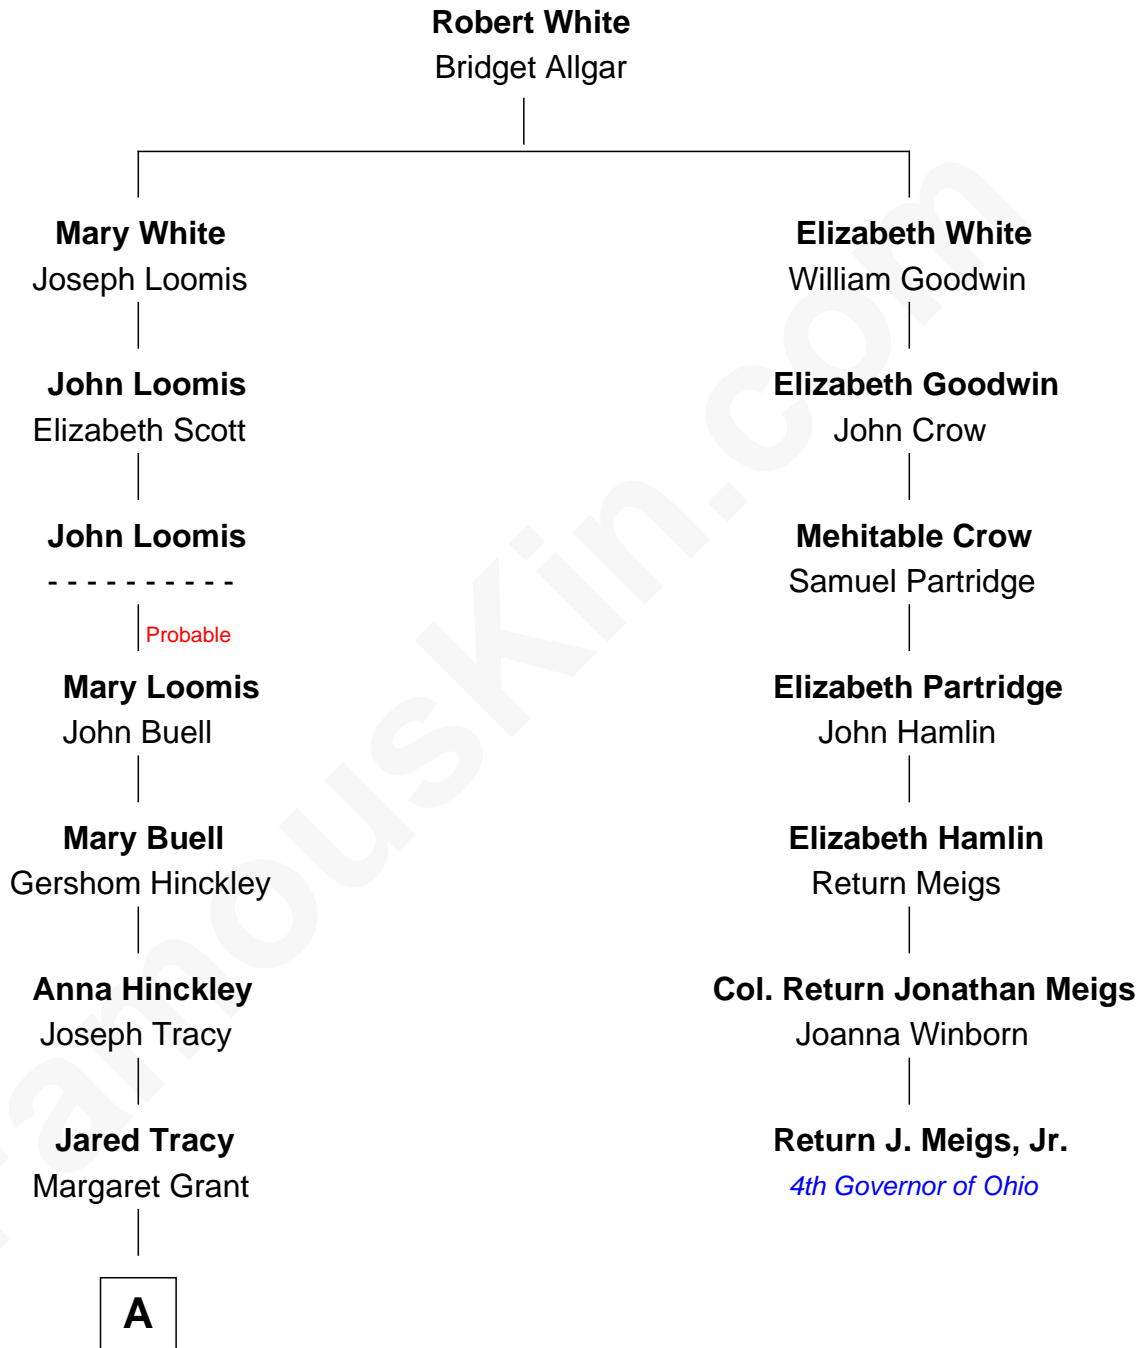 Robert White
Bridget Allgar
Mary White
Joseph Loomis
John Loomis
Elizabeth Scott
John Loomis
- - - - - - - - - -
Probable
Mary Loomis
John Buell
Mary Buell
Gershom Hinckley
Anna Hinckley
Joseph Tracy
Jared Tracy
Margaret Grant
A
Elizabeth White
William Goodwin
Elizabeth Goodwin
John Crow
Mehitable Crow
Samuel Partridge
Elizabeth Partridge
John Hamlin
Elizabeth Hamlin
Return Meigs
Col. Return Jonathan Meigs
Joanna Winborn
Return J. Meigs, Jr.
4th Governor of Ohio
FamousKin.com